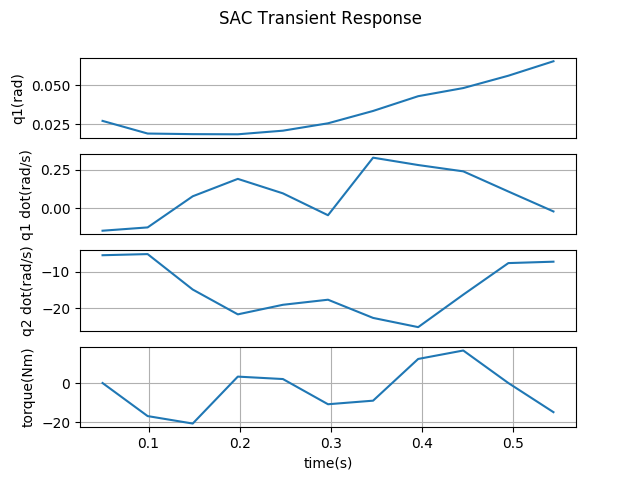 SAC Transient Response
q1(rad)
0.050
0.025
q1 dot(rad/s)
0.25
0.00
q2 dot(rad/s)
−10
−20
torque(Nm)
0
−20
0.1 0.2 0.3 0.4 0.5
time(s)